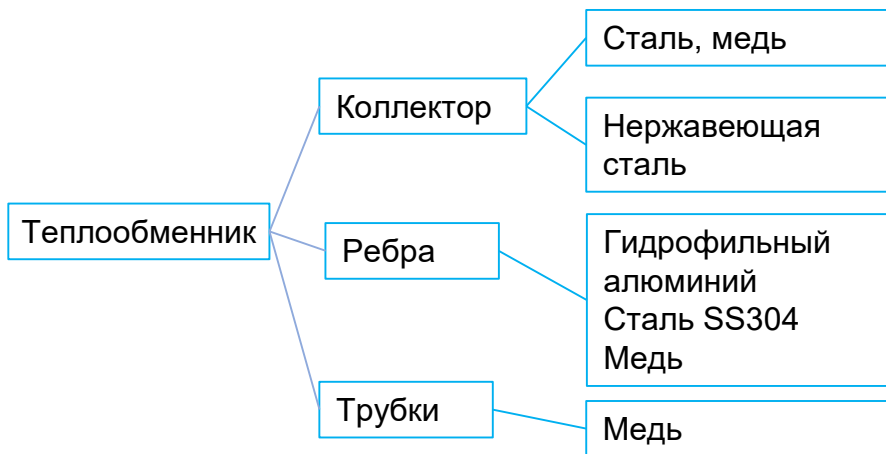 Теплообменник
Коллектор
Сталь, медь
Нержавеющая
сталь
Ребра
Гидрофильный
алюминий
Сталь SS304
Медь
Трубки
Медь